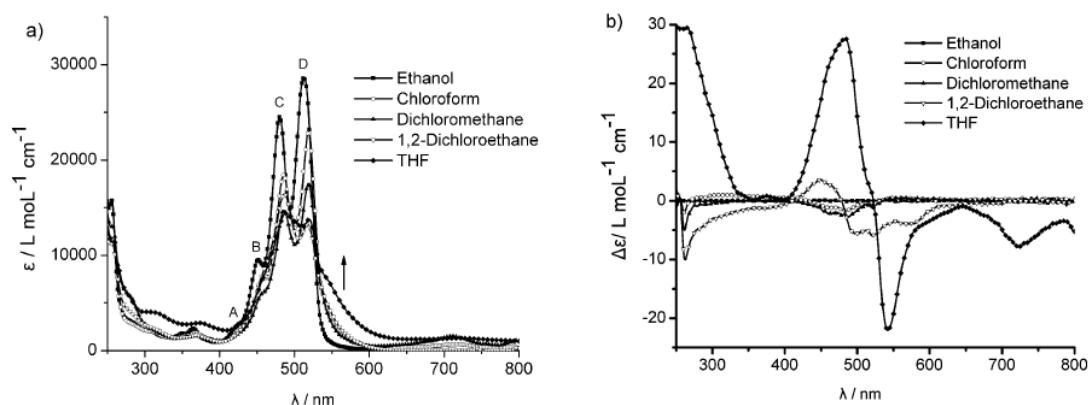 a)
D
C
B
A
Ethanol
Chloroform
Dichloromethane
1,2-Dichloroethane
THF
30000
20000
10000
0
ε / L moL⁻¹ cm⁻¹
300 400 500 600 700 800
λ / nm
b)
Ethanol
Chloroform
Dichloromethane
1,2-Dichloroethane
THF
30
20
10
0
-10
-20
Δε/ L moL⁻¹ cm⁻¹
300 400 500 600 700 800
λ / nm